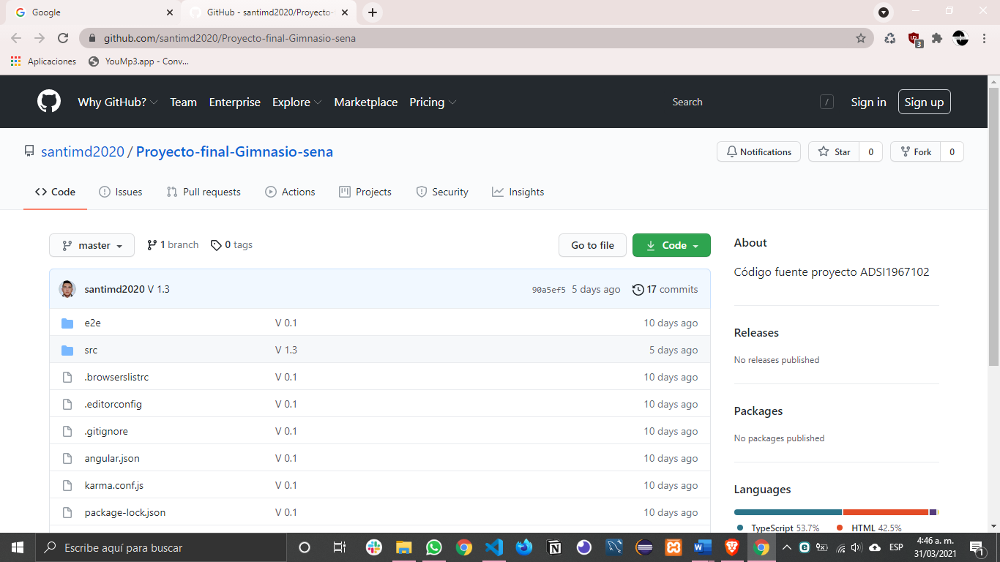 Google
GitHub - santimd2020/Proyecto-
github.com/santimd2020/Proyecto-final-Gimnasio-sena
3
Aplicaciones
YouMp3.app - Conv...
Why GitHub? Team Enterprise Explore Marketplace Pricing
Search / Sign in Sign up
santimd2020 / Proyecto-final-Gimnasio-sena
Notifications Star 0 Fork 0
Code Issues Pull requests Actions Projects Security Insights
master 1 branch 0 tags Go to file Code
santimd2020 V 1.3 90a5ef5 5 days ago 17 commits
e2e V 0.1 10 days ago
src V 1.3 5 days ago
.browserslistrc V 0.1 10 days ago
.editorconfig V 0.1 10 days ago
.gitignore V 0.1 10 days ago
angular.json V 0.1 10 days ago
karma.conf.js V 0.1 10 days ago
package-lock.json V 0.1 10 days ago
About
Código fuente proyecto ADSI1967102
Releases
No releases published
Packages
No packages published
Languages
TypeScript 53.7% HTML 42.5%
Escribe aquí para buscar
ESP
4:46 a. m.
31/03/2021
1